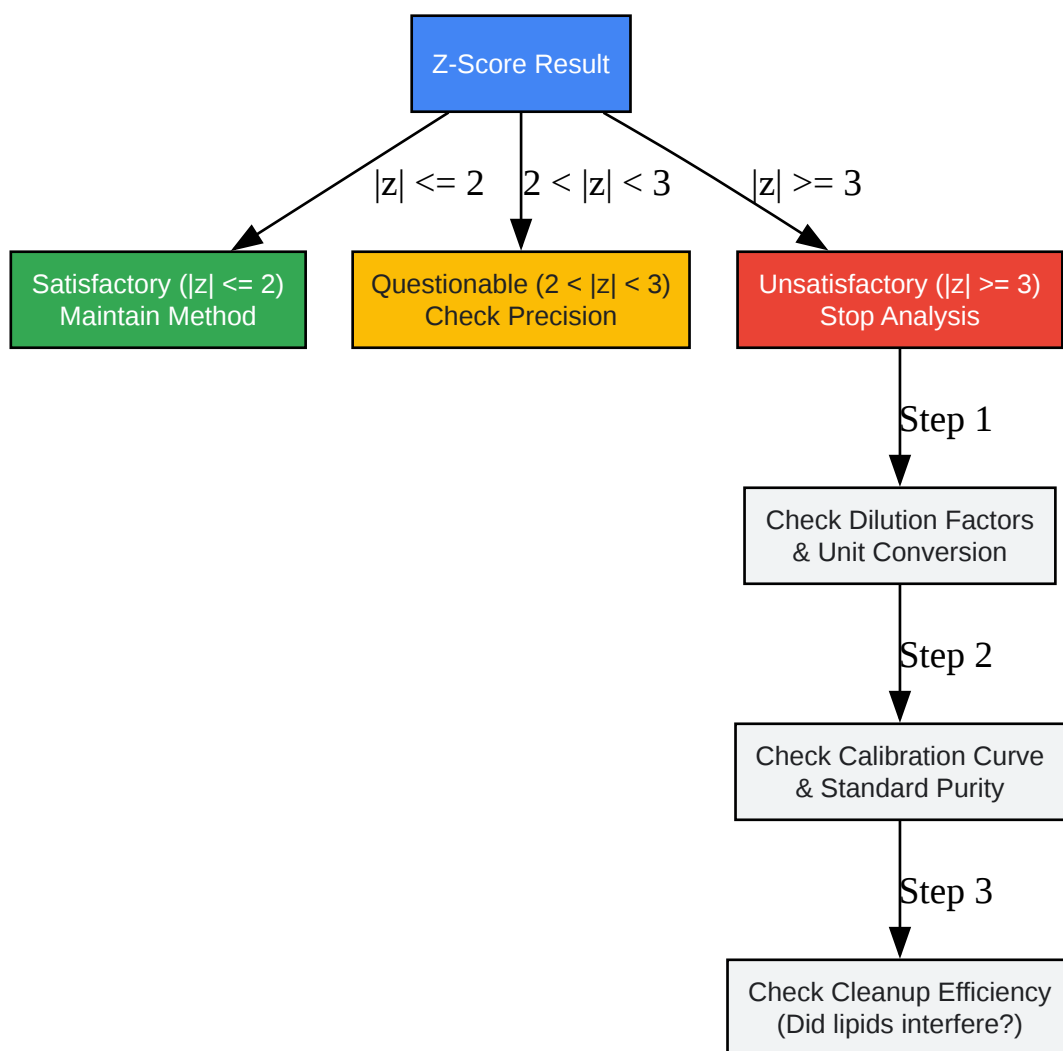 Z-Score Result
|z| <= 2
2 < |z| < 3
|z| >= 3
Satisfactory (|z| <= 2)
Maintain Method
Questionable (2 < |z| < 3)
Check Precision
Unsatisfactory (|z| >= 3)
Stop Analysis
Step 1
Check Dilution Factors
& Unit Conversion
Step 2
Check Calibration Curve
& Standard Purity
Step 3
Check Cleanup Efficiency
(Did lipids interfere?)